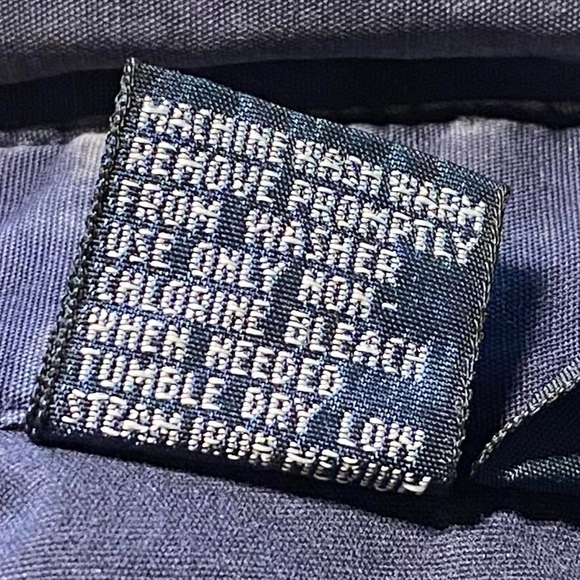 MACHINE WASH WARM
REMOVE PROMPTLY
FROM WASHER
USE ONLY NON-
CHLORINE BLEACH
WHEN NEEDED
TUMBLE DRY LOW
STEAM IRON MEDIUM